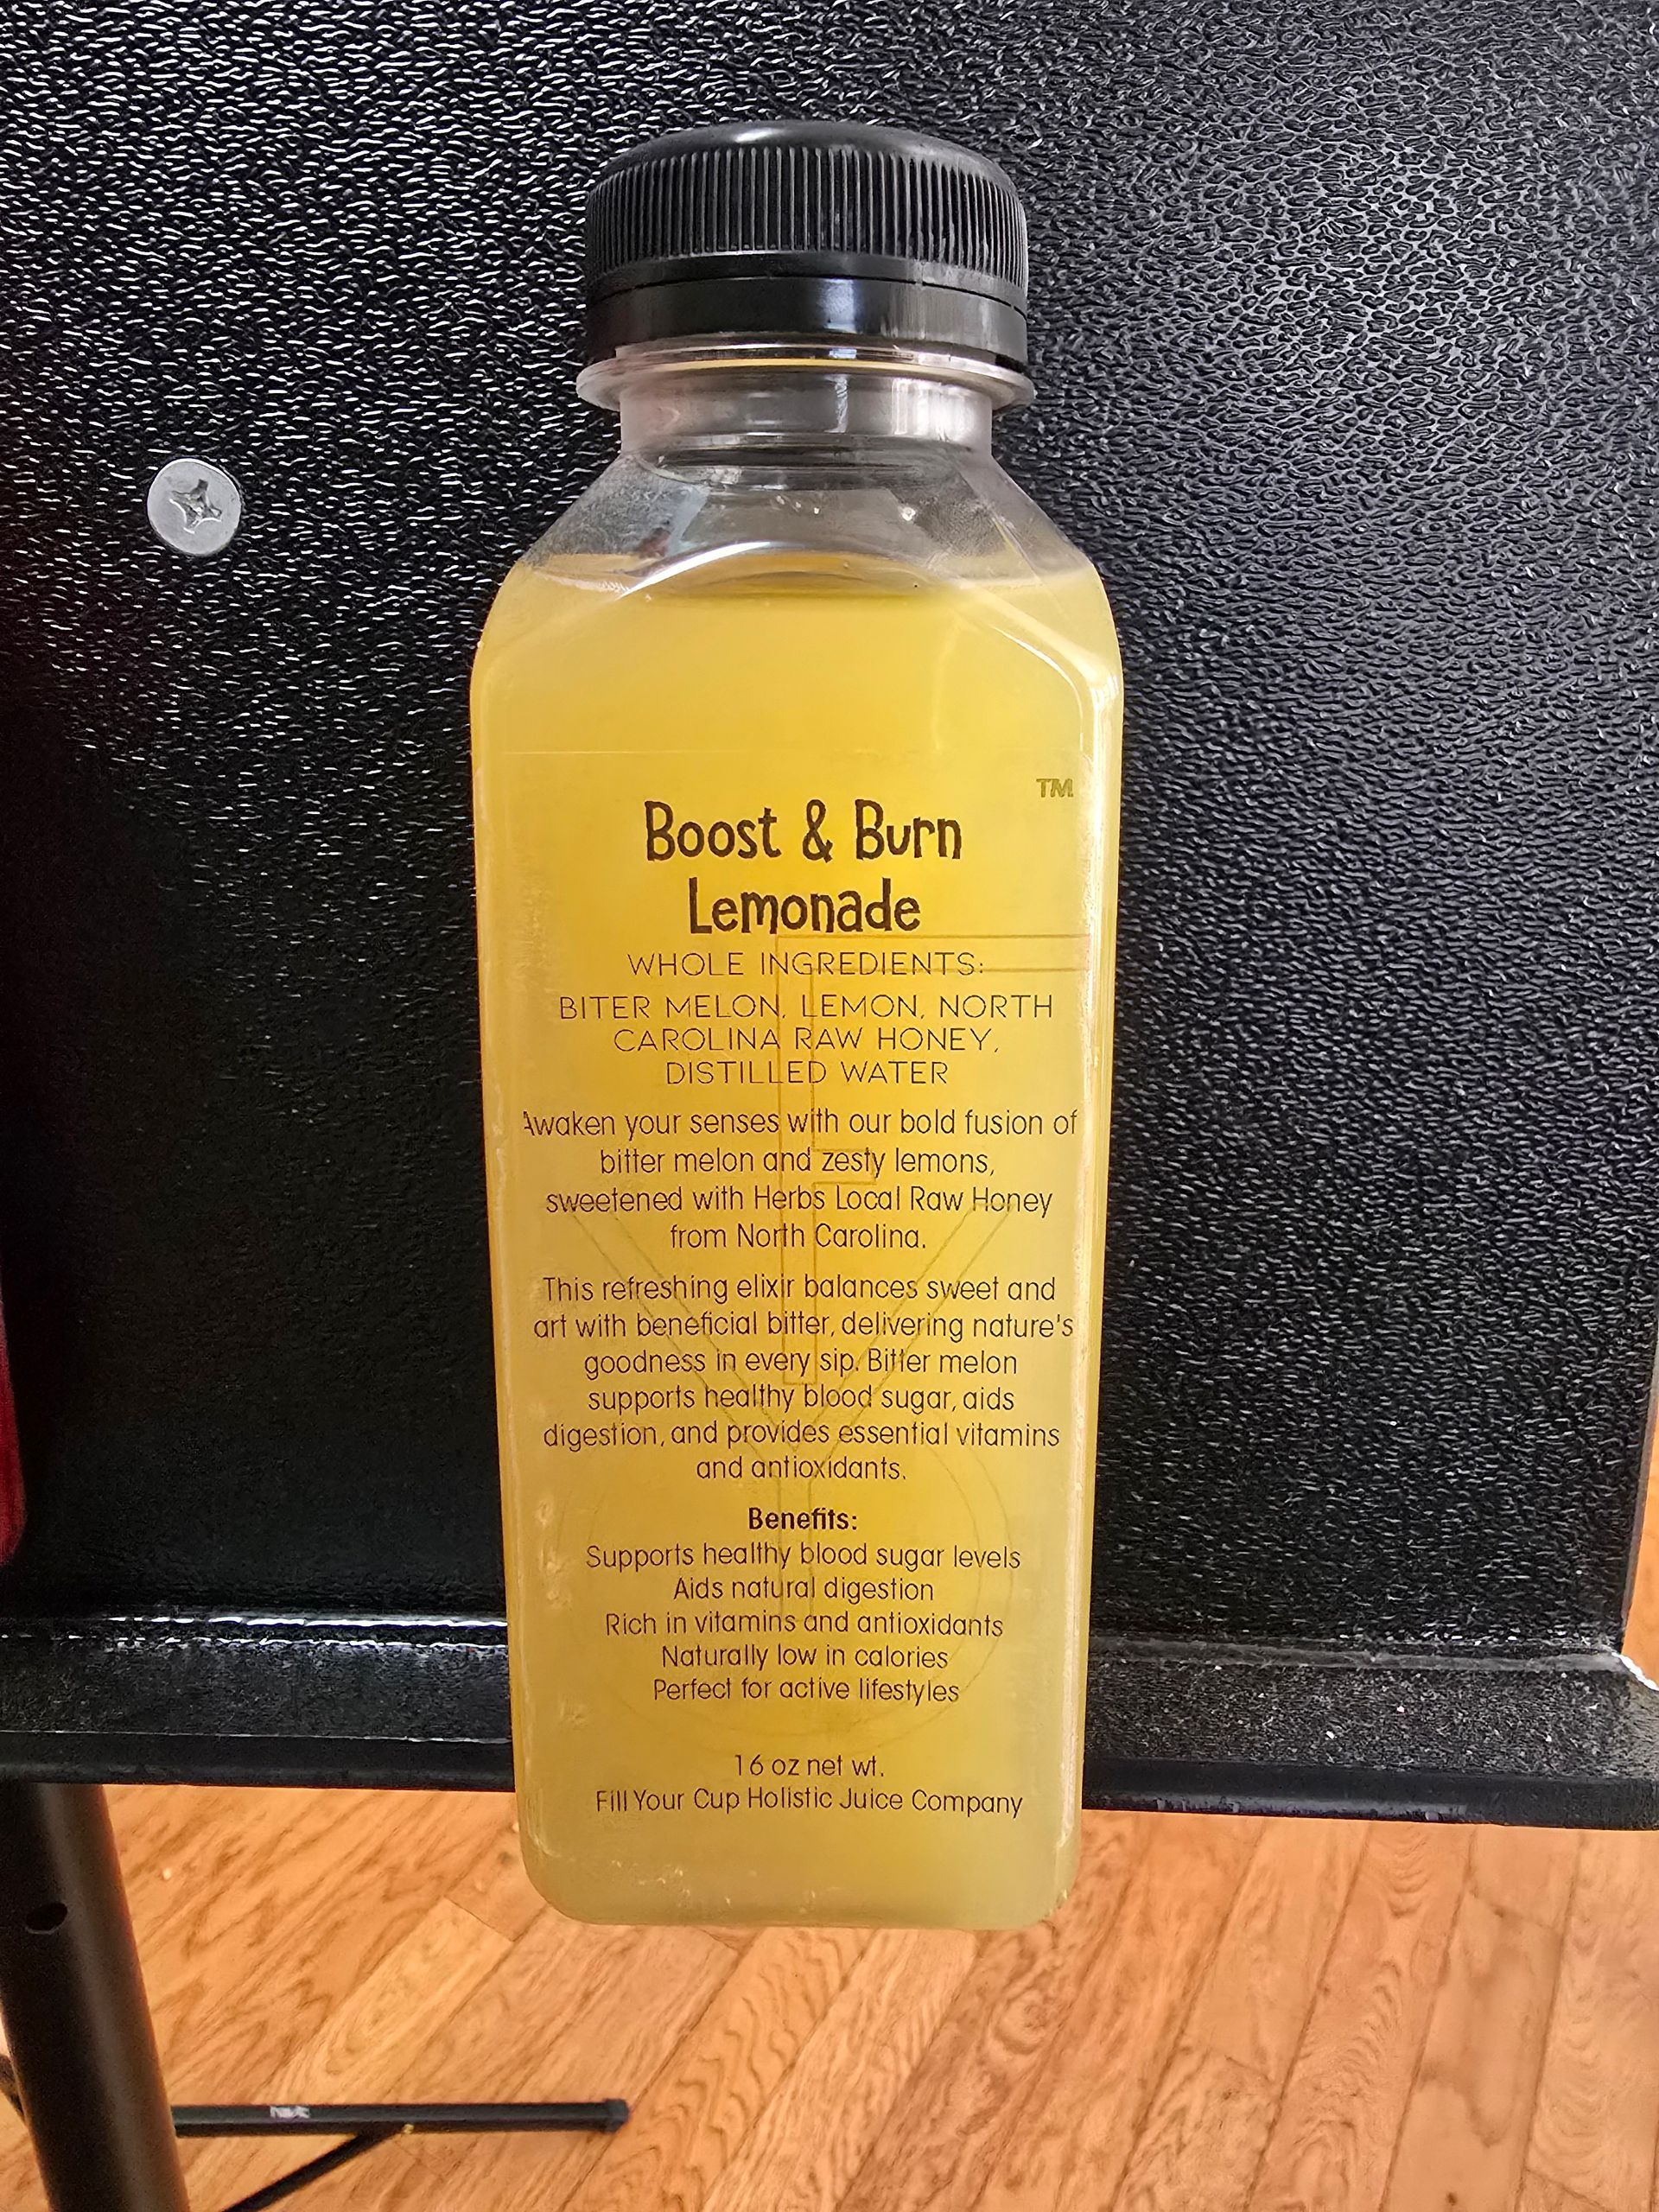 TM
Boost & Burn
Lemonade
WHOLE INGREDIENTS:
BITER MELON, LEMON, NORTH
CAROLINA RAW HONEY,
DISTILLED WATER
Awaken your senses with our bold fusion of
bitter melon and zesty lemons,
sweetened with Herbs Local Raw Honey
from North Carolina.
This refreshing elixir balances sweet and
art with beneficial bitter, delivering nature's
goodness in every sip. Bitter melon
supports healthy blood sugar, aids
digestion, and provides essential vitamins
and antioxidants.
Benefits:
Supports healthy blood sugar levels
Aids natural digestion
Rich in vitamins and antioxidants
Naturally low in calories
Perfect for active lifestyles
16 oz net wt.
Fill Your Cup Holistic Juice Company